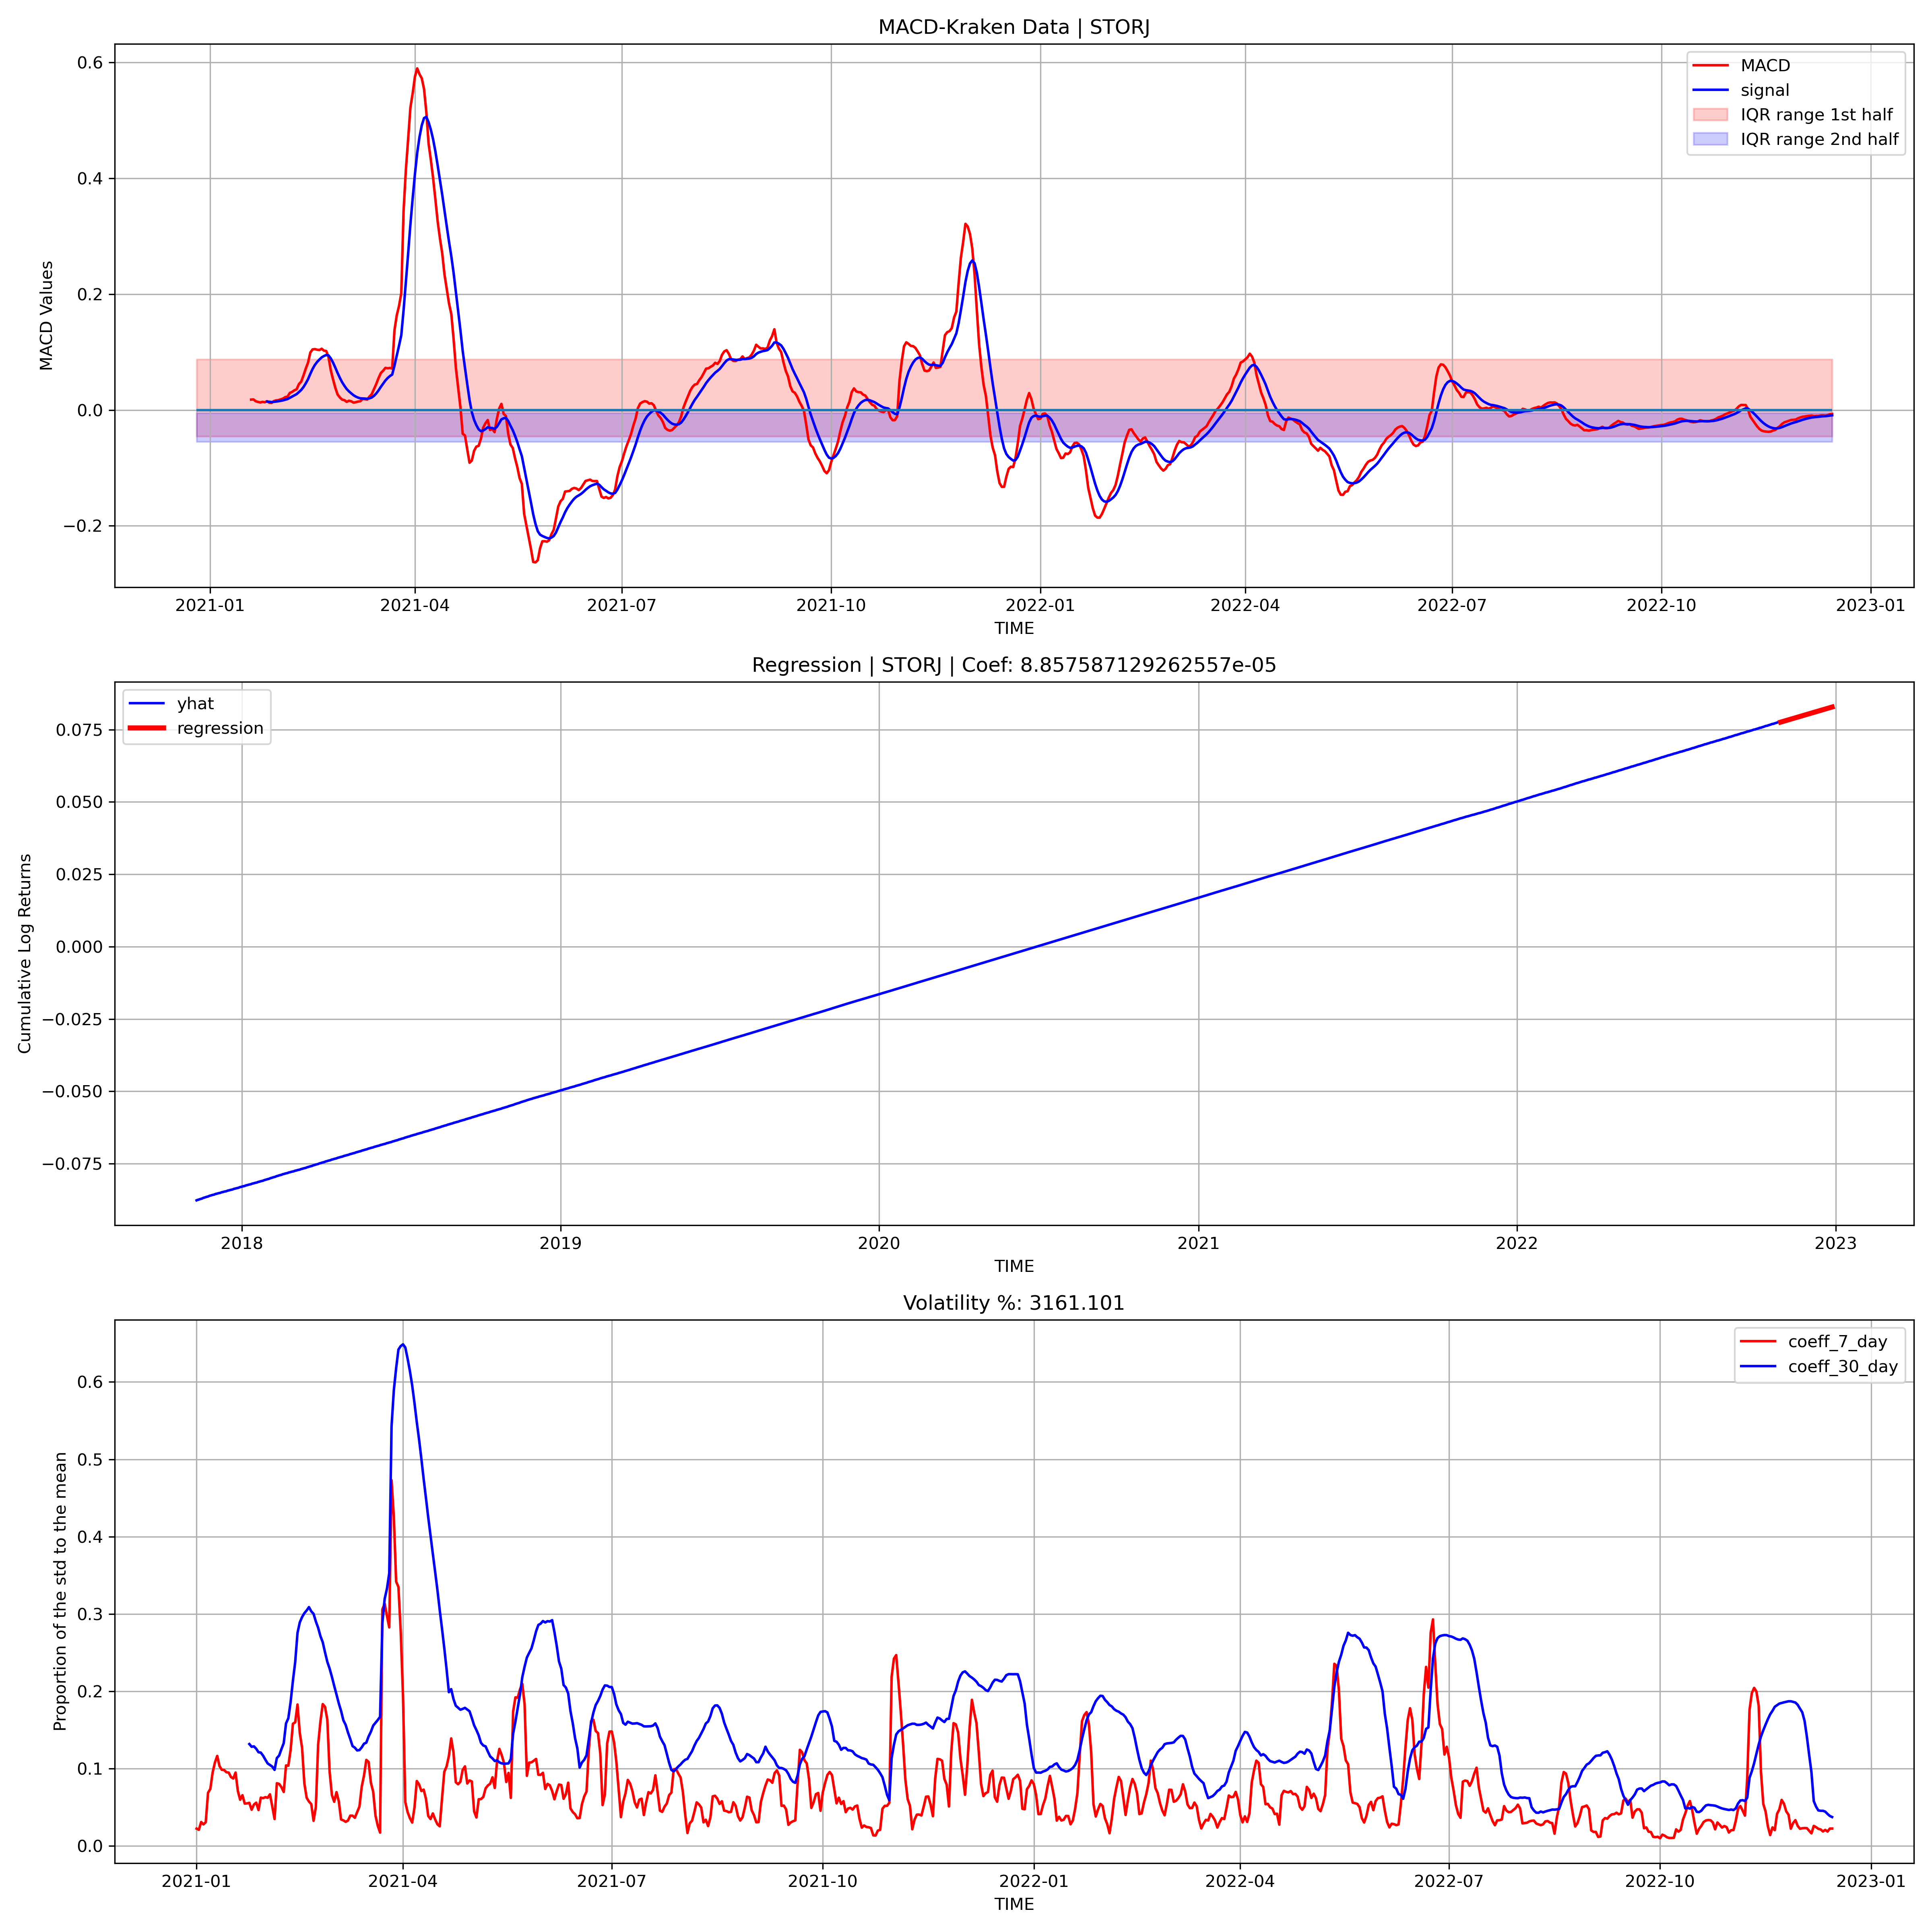 MACD-Kraken Data | STORJ
MACD Values
0.6
0.4
0.2
0.0
−0.2
MACD
signal
IQR range 1st half
IQR range 2nd half
2021-01 2021-04 2021-07 2021-10 2022-01 2022-04 2022-07 2022-10 2023-01
TIME
Regression | STORJ | Coef: 8.857587129262557e-05
Cumulative Log Returns
yhat
regression
0.075
0.050
0.025
0.000
−0.025
−0.050
−0.075
2018 2019 2020 2021 2022 2023
TIME
Volatility %: 3161.101
Proportion of the std to the mean
coeff_7_day
coeff_30_day
0.6
0.5
0.4
0.3
0.2
0.1
0.0
2021-01 2021-04 2021-07 2021-10 2022-01 2022-04 2022-07 2022-10 2023-01
TIME